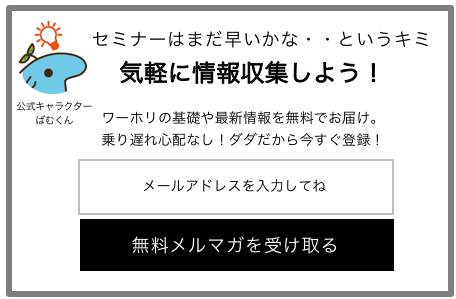 セミナーはまだ早いかな・・というキミ
気軽に情報収集しよう！
公式キャラクター
ぱむくん
ワーホリの基礎や最新情報を無料でお届け。
乗り遅れ心配なし！ダダだから今すぐ登録！
メールアドレスを入力してね
無料メルマガを受け取る